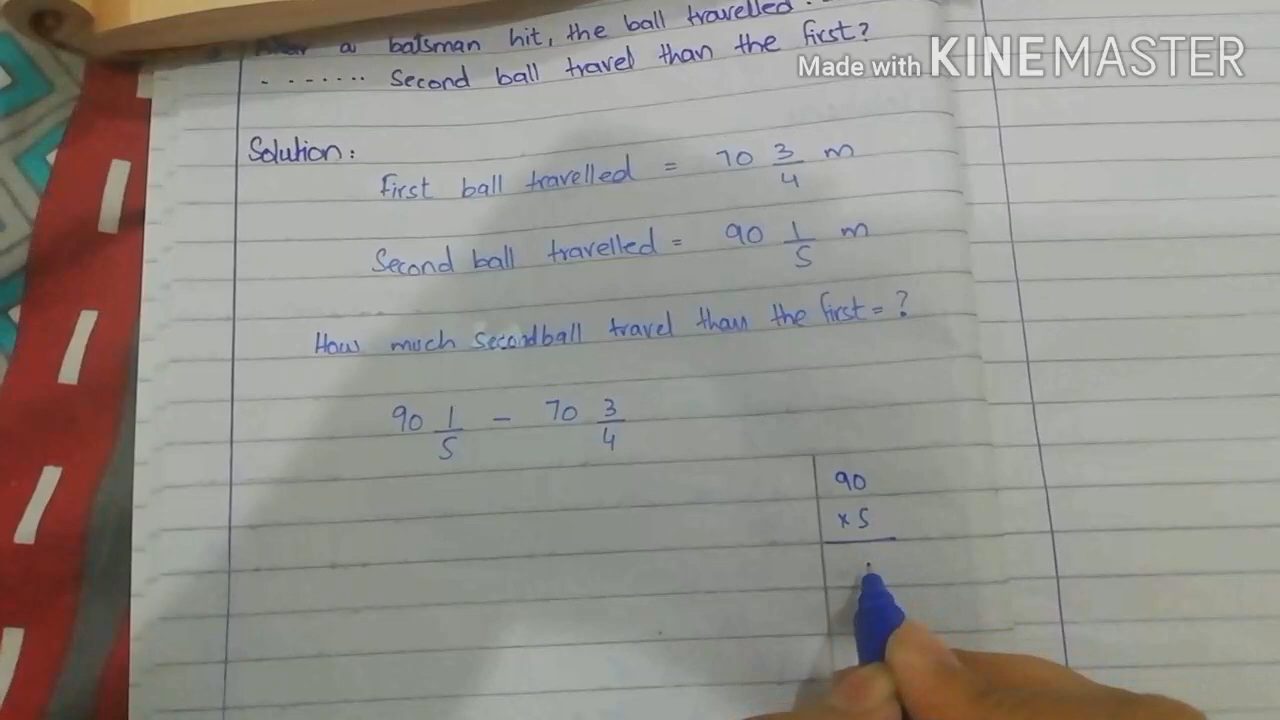 a batsman hit, the ball travelled
Made with KINEMASTER
. ------... Second ball travel than the first?
Solution:
First ball travelled = 70 3/4 m
Second ball travelled = 90 1/5 m
How much secondball travel than the first = ?
90 1/5 - 70 3/4
90
x 5